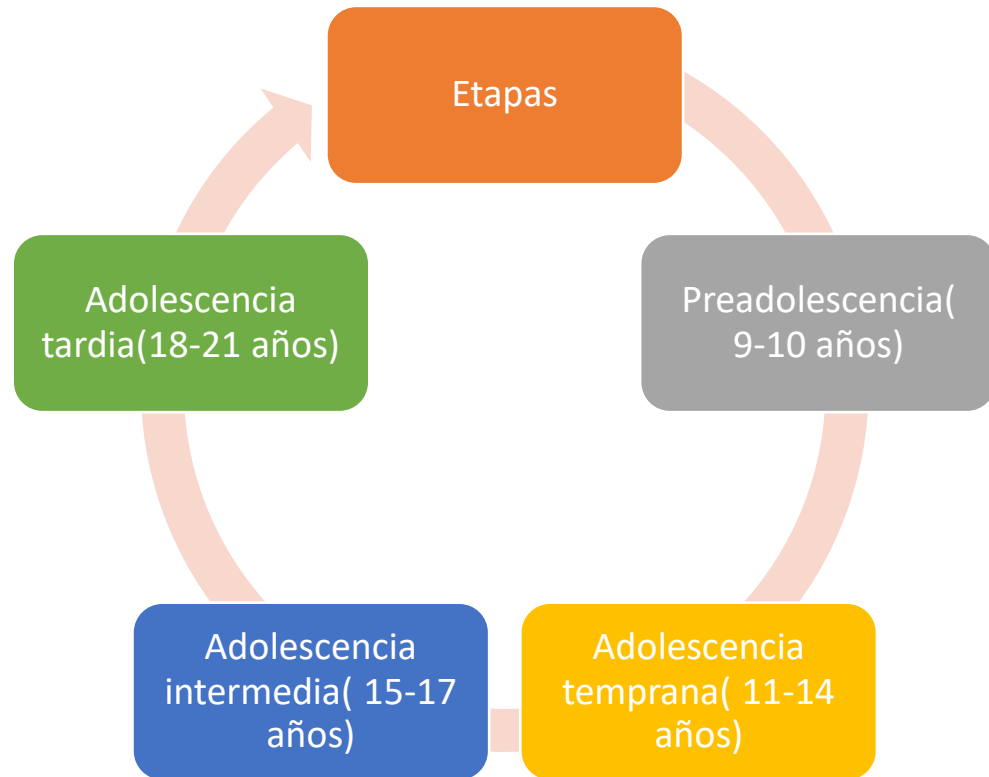 Etapas
Preadolescencia(
9-10 años)
Adolescencia
temprana( 11-14
años)
Adolescencia
intermedia( 15-17
años)
Adolescencia
tardia(18-21 años)